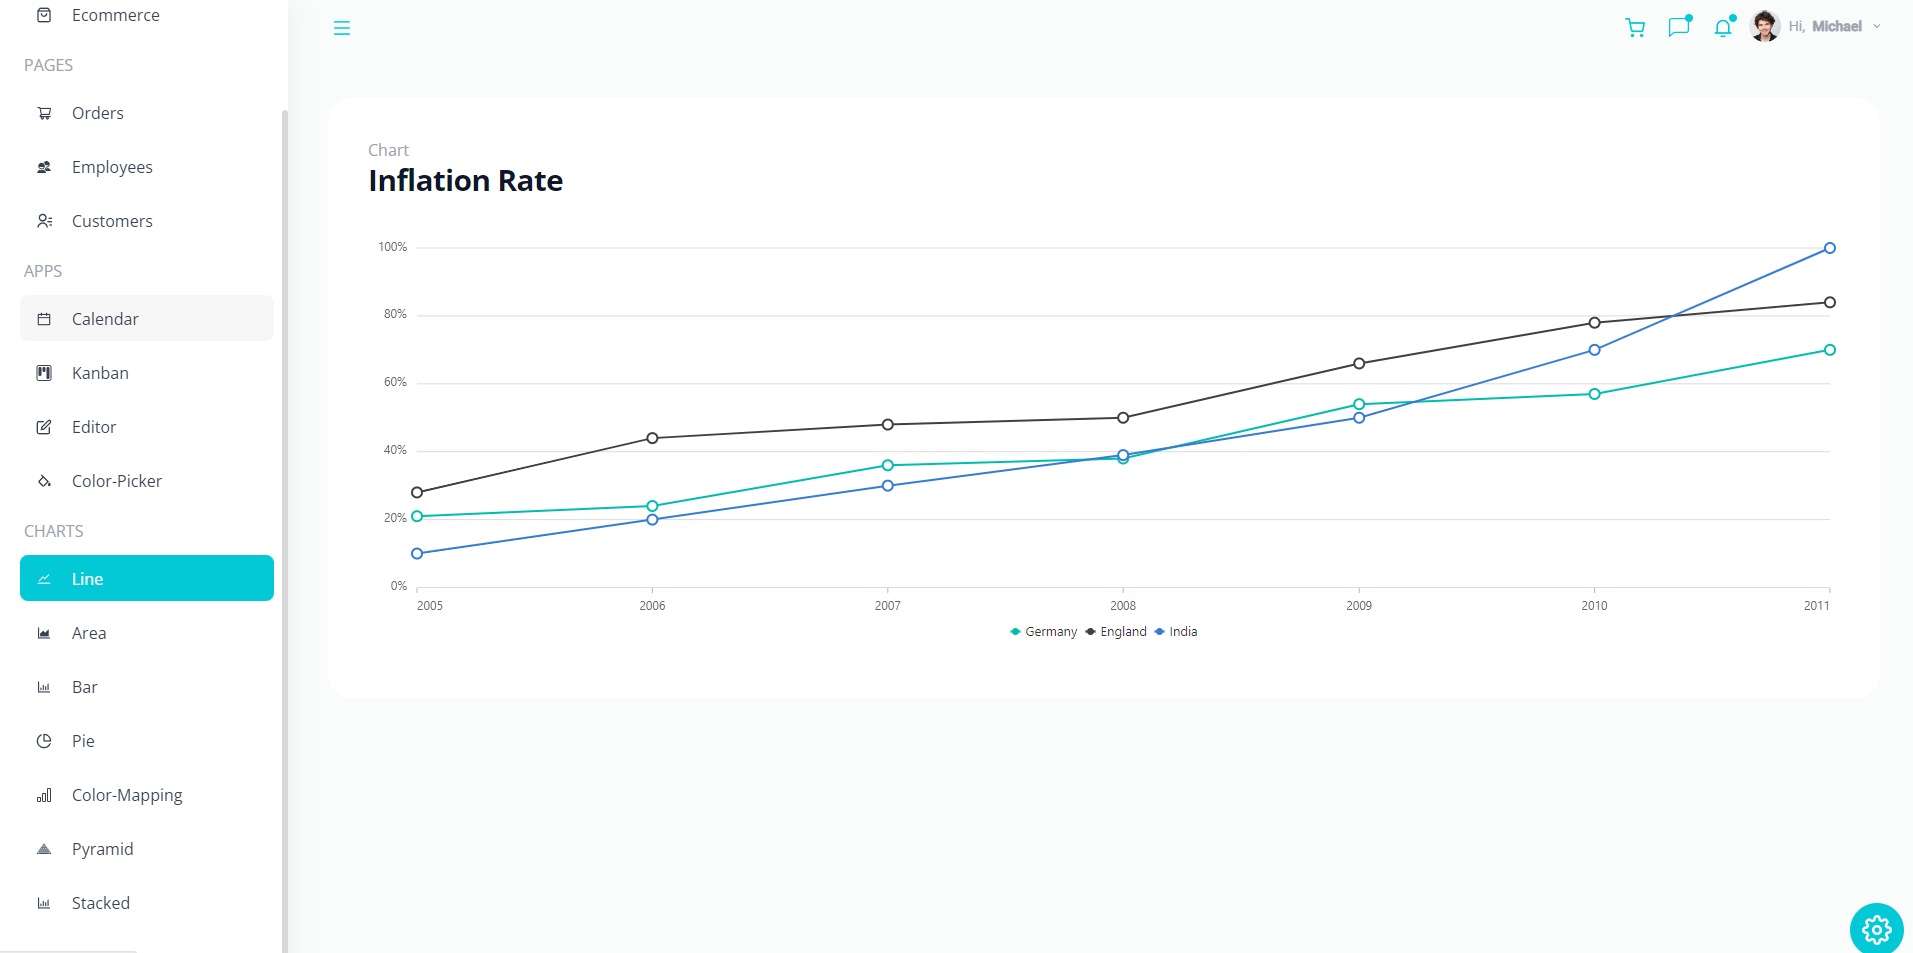 Ecommerce
PAGES
Orders
Employees
Customers
APPS
Calendar
Kanban
Editor
Color-Picker
CHARTS
Line
Area
Bar
Pie
Color-Mapping
Pyramid
Stacked
Hi, Michael
Chart
Inflation Rate
100%
80%
60%
40%
20%
0%
2005 2006 2007 2008 2009 2010 2011
Germany England India